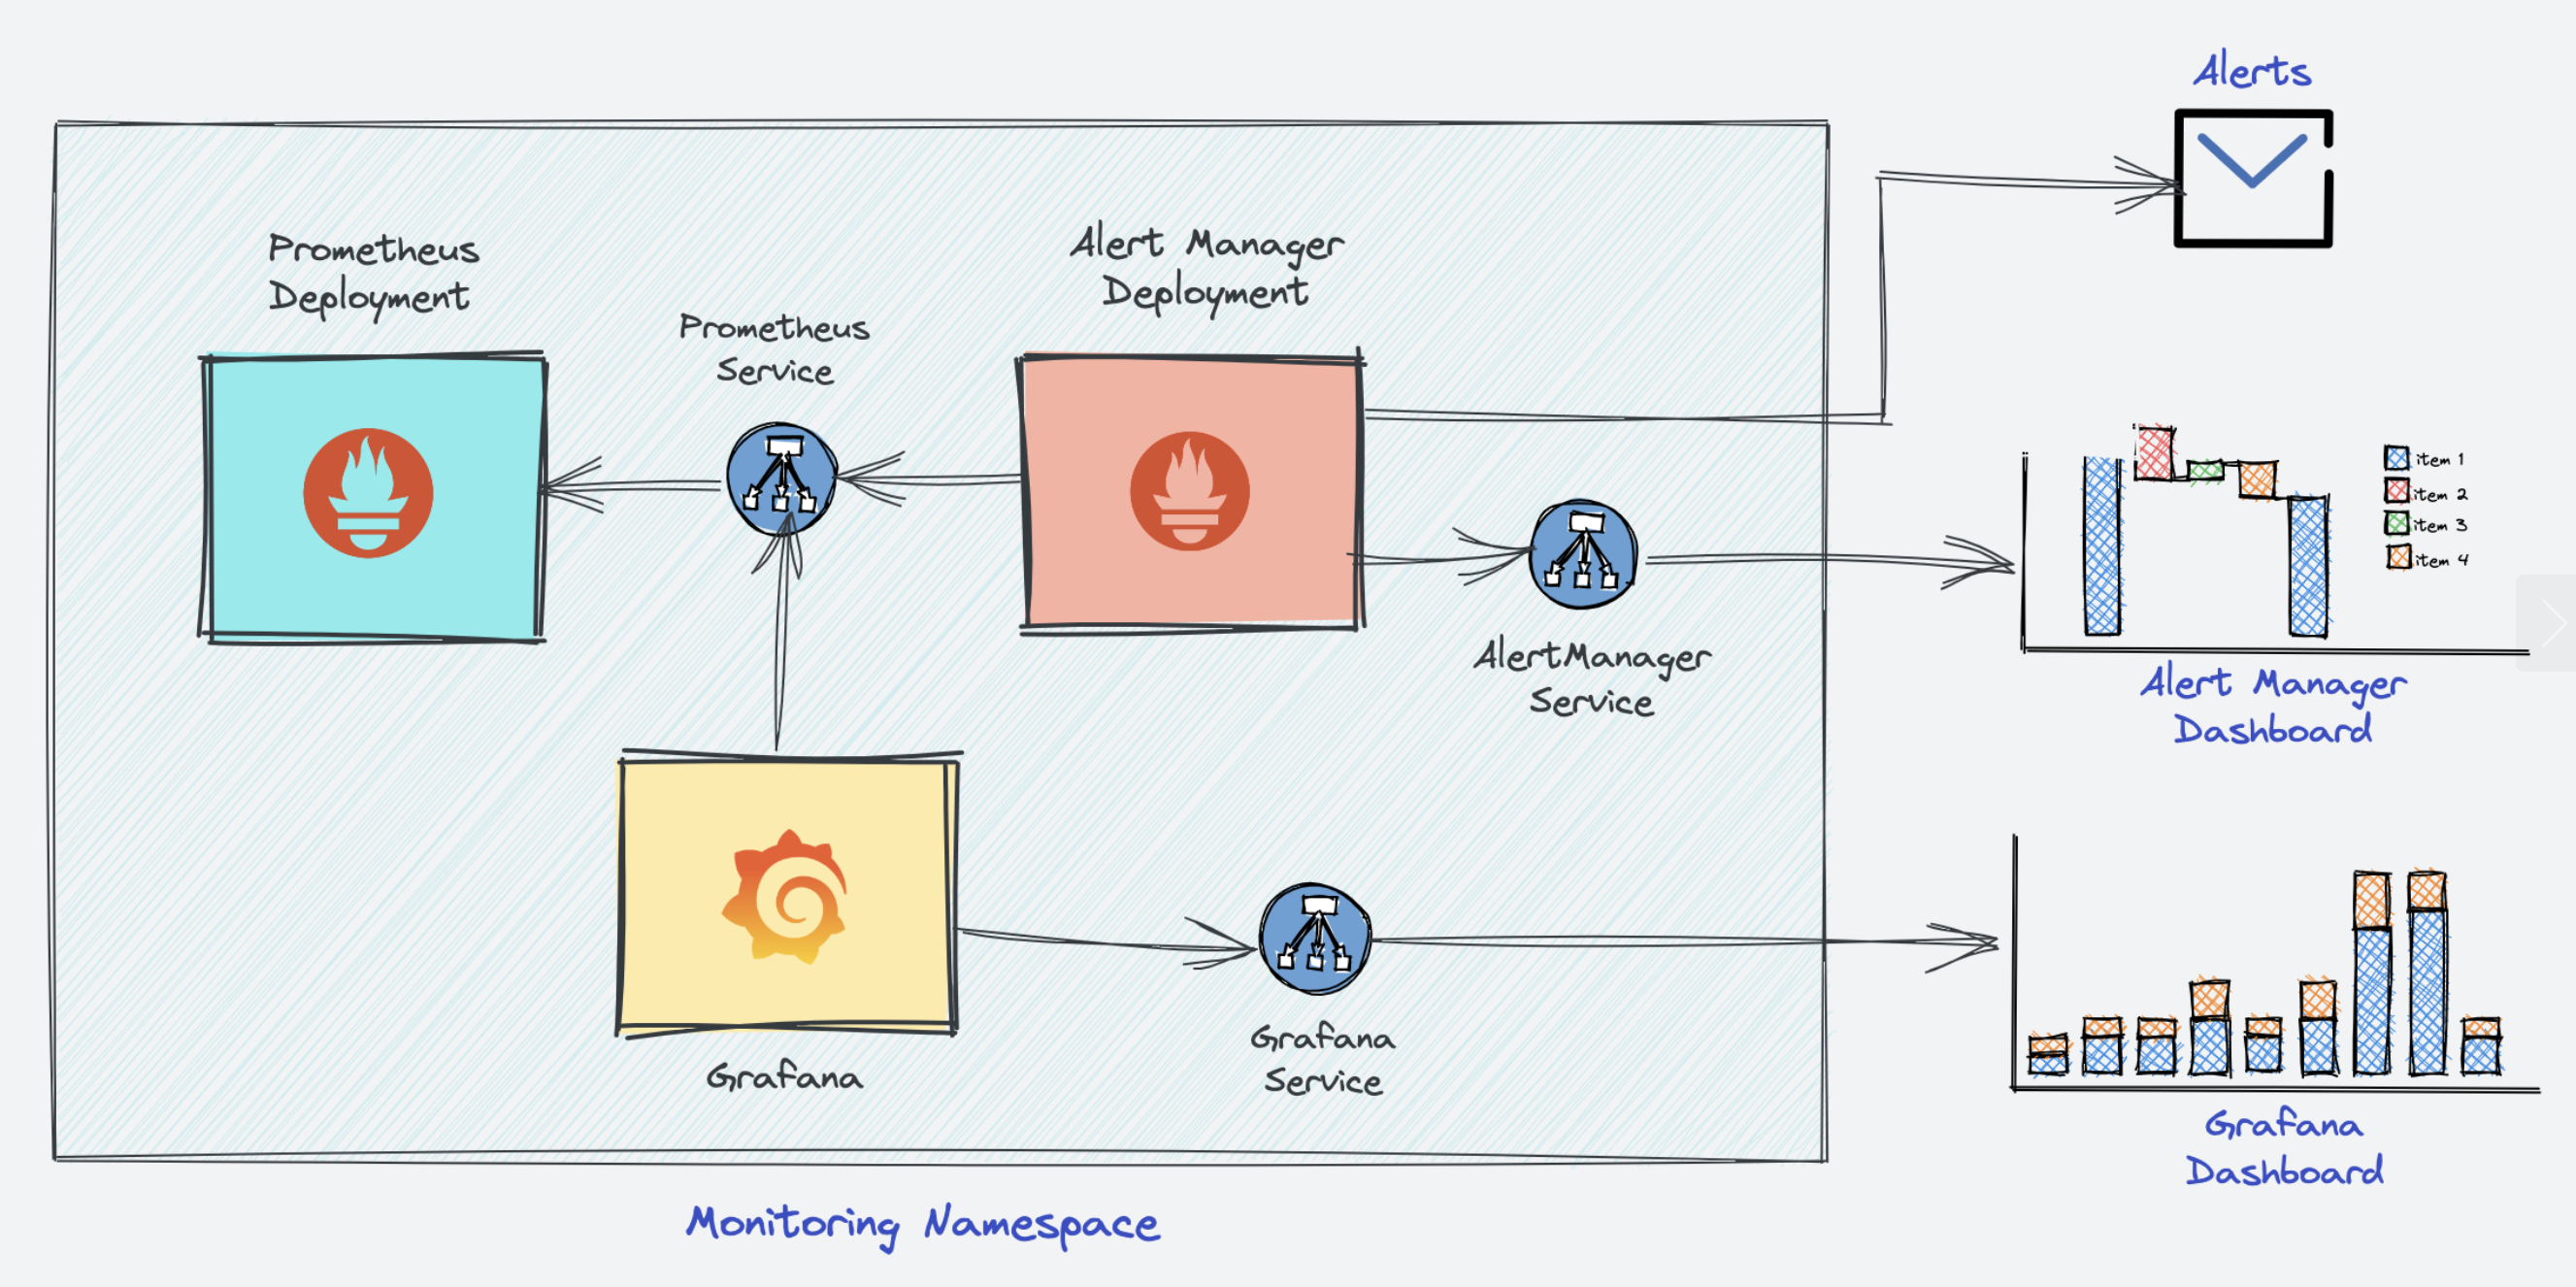 Alerts
Prometheus
Deployment
Alert Manager
Deployment
Prometheus
Service
item 1
item 2
item 3
item 4
AlertManager
Service
Alert Manager
Dashboard
Grafana
Grafana
Service
Grafana
Dashboard
Monitoring Namespace